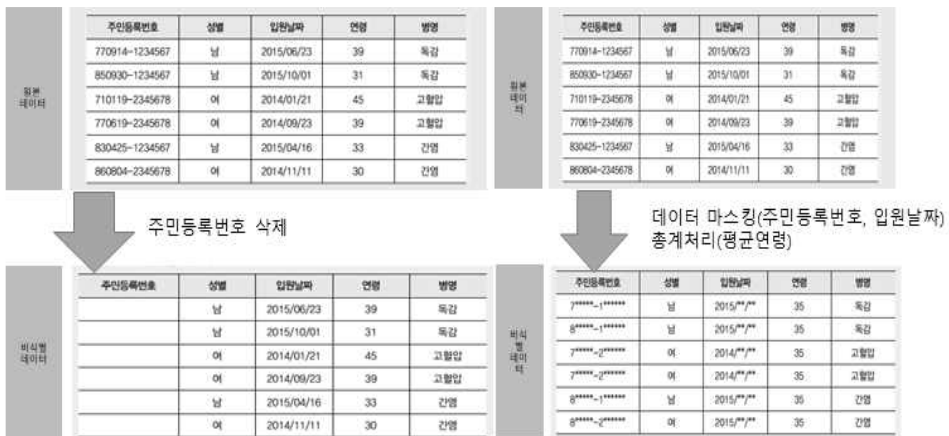 원본
데이터
주민등록번호 성별 입원날짜 연령 병명
770914-1234567 남 2015/06/23 39 독감
850930-1234567 남 2015/10/01 31 독감
710119-2345678 여 2014/01/21 45 고혈압
770619-2345678 여 2014/09/23 39 고혈압
830425-1234567 남 2015/04/16 33 간염
860804-2345678 여 2014/11/11 30 간염
주민등록번호 삭제
비식별
데이터
주민등록번호 성별 입원날짜 연령 병명
남 2015/06/23 39 독감
남 2015/10/01 31 독감
여 2014/01/21 45 고혈압
여 2014/09/23 39 고혈압
남 2015/04/16 33 간염
여 2014/11/11 30 간염
원본
데이
터
주민등록번호 성별 입원날짜 연령 병명
770914-1234567 남 2015/06/23 39 독감
850930-1234567 남 2015/10/01 31 독감
710119-2345678 여 2014/01/21 45 고혈압
770619-2345678 여 2014/09/23 39 고혈압
830425-1234567 남 2015/04/16 33 간염
860804-2345678 여 2014/11/11 30 간염
데이터 마스킹(주민등록번호, 입원날짜)
총계처리(평균연령)
비식
별
데이
터
주민등록번호 성별 입원날짜 연령 병명
7*****-1****** 남 2015/**/** 35 독감
8*****-1****** 남 2015/**/** 35 독감
7*****-2****** 여 2014/**/** 35 고혈압
7*****-2****** 여 2014/**/** 35 고혈압
8*****-1****** 남 2015/**/** 35 간염
8*****-2****** 여 2014/**/** 35 간염